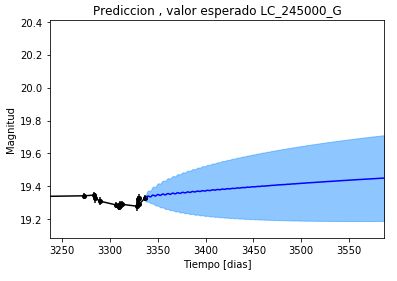 Prediccion , valor esperado LC_245000_G
20.4
20.2
20.0
19.8
19.6
19.4
19.2
Magnitud
3250 3300 3350 3400 3450 3500 3550
Tiempo [dias]